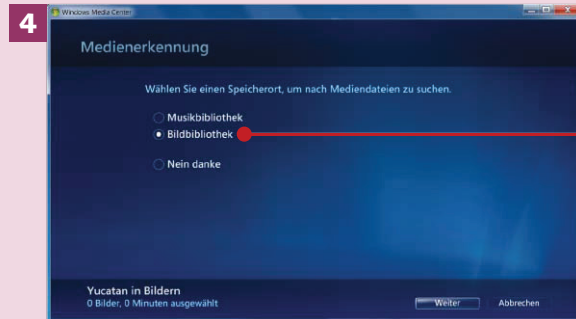 4
Windows Media Center
Medienerkennung
Wählen Sie einen Speicherort, um nach Mediendateien zu suchen.
Musikbibliothek
Bildbibliothek
Nein danke
Yucatan in Bildern
0 Bilder, 0 Minuten ausgewählt
Weiter Abbrechen